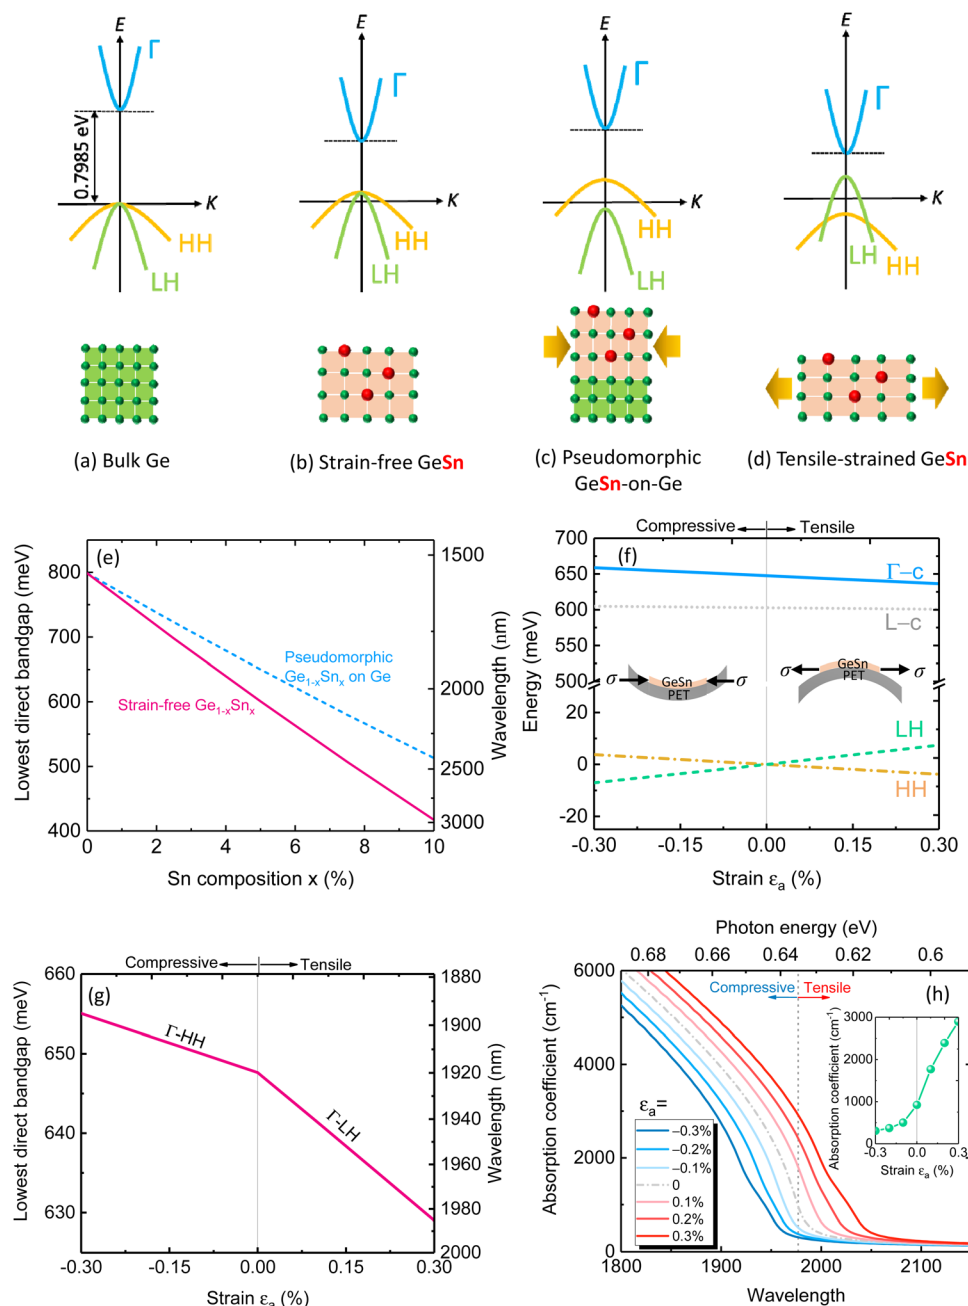 E
E
E
E
Γ
Γ
Γ
Γ
0.7985 eV
K
K
K
K
HH
LH
HH
LH
HH
LH
LH
HH
(a) Bulk Ge
(b) Strain-free GeSn
(c) Pseudomorphic
GeSn-on-Ge
(d) Tensile-strained GeSn
(e)
Lowest direct bandgap (meV)
800
700
600
500
400
0
2
4
6
8
10
Sn composition x (%)
Pseudomorphic
Ge1-xSnx on Ge
Strain-free Ge1-xSnx
1500
2000
2500
3000
Wavelength (nm)
Compressive
Tensile
(f)
Energy (meV)
700
650
600
550
500
20
0
-20
Γ–c
L–c
σ
GeSn
PET
σ
σ
GeSn
PET
σ
LH
HH
-0.30
-0.15
0.00
0.15
0.30
Strain εa (%)
Compressive
Tensile
(g)
Lowest direct bandgap (meV)
660
650
640
630
Γ-HH
Γ-LH
1880
1900
1920
1940
1960
1980
2000
Wavelength (nm)
-0.30
-0.15
0.00
0.15
0.30
Strain εa (%)
Photon energy (eV)
0.68
0.66
0.64
0.62
0.6
Absorption coefficient (cm-1)
6000
4000
2000
0
Compressive
Tensile
(h)
εa=
–0.3%
–0.2%
–0.1%
0
0.1%
0.2%
0.3%
Absorption coefficient (cm-1)
3000
2000
1000
0
-0.3
0.0
0.3
Strain εa (%)
1800
1900
2000
2100
Wavelength